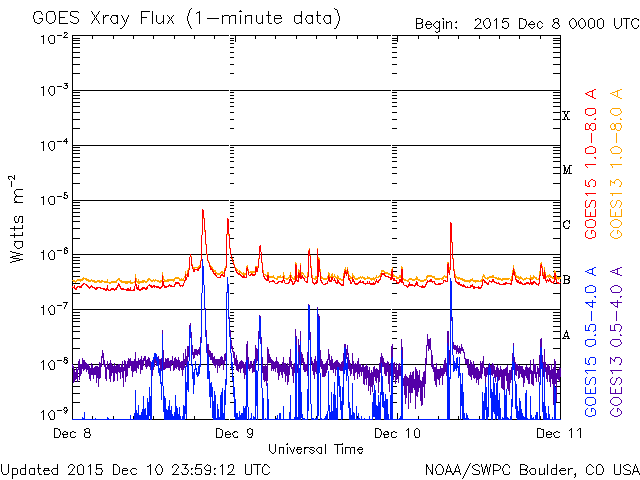 GOES Xray Flux (1-minute data)
Begin: 2015 Dec 8 0000 UTC
10^-2
10^-3
10^-4
10^-5
10^-6
10^-7
10^-8
10^-9
Watts m^-2
X
M
C
B
A
GOES15 1.0-8.0 A
GOES13 1.0-8.0 A
GOES15 0.5-4.0 A
GOES13 0.5-4.0 A
Dec 8
Dec 9
Dec 10
Dec 11
Universal Time
Updated 2015 Dec 10 23:59:12 UTC
NOAA/SWPC Boulder, CO USA